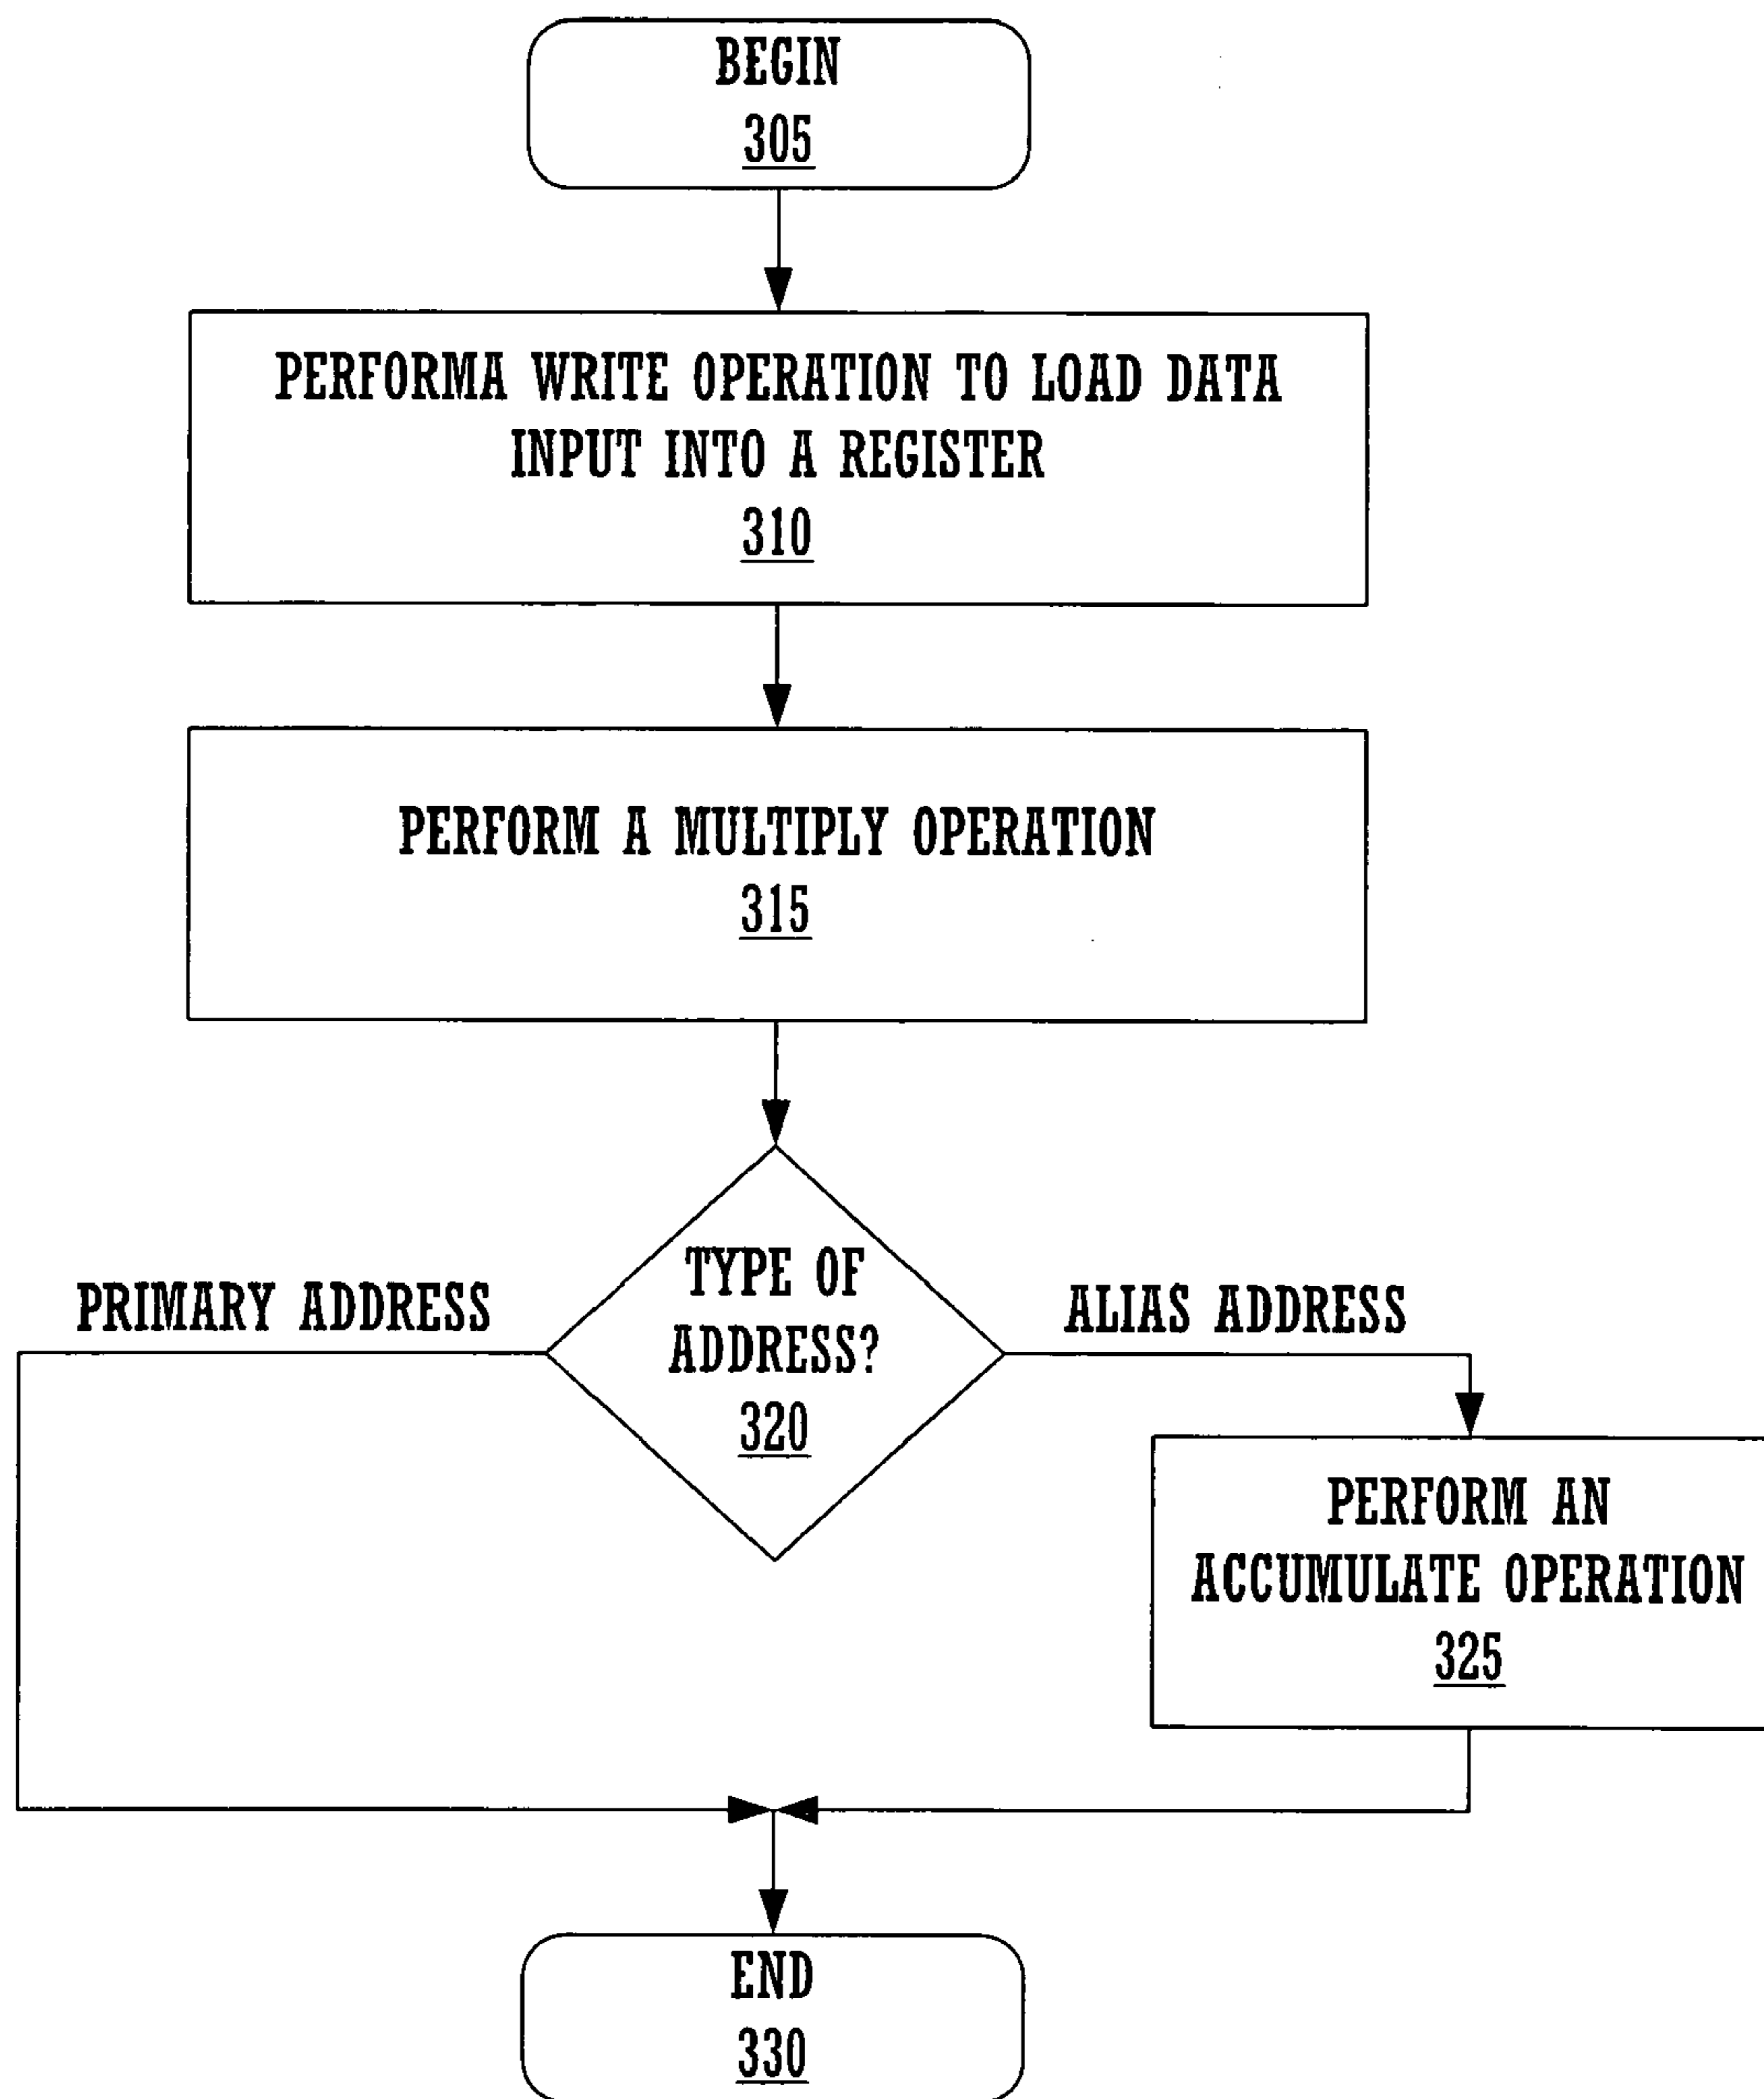 BEGIN
305
PERFORMA WRITE OPERATION TO LOAD DATA
INPUT INTO A REGISTER
310
PERFORM A MULTIPLY OPERATION
315
TYPE OF
ADDRESS?
320
PRIMARY ADDRESS
ALIAS ADDRESS
PERFORM AN
ACCUMULATE OPERATION
325
END
330